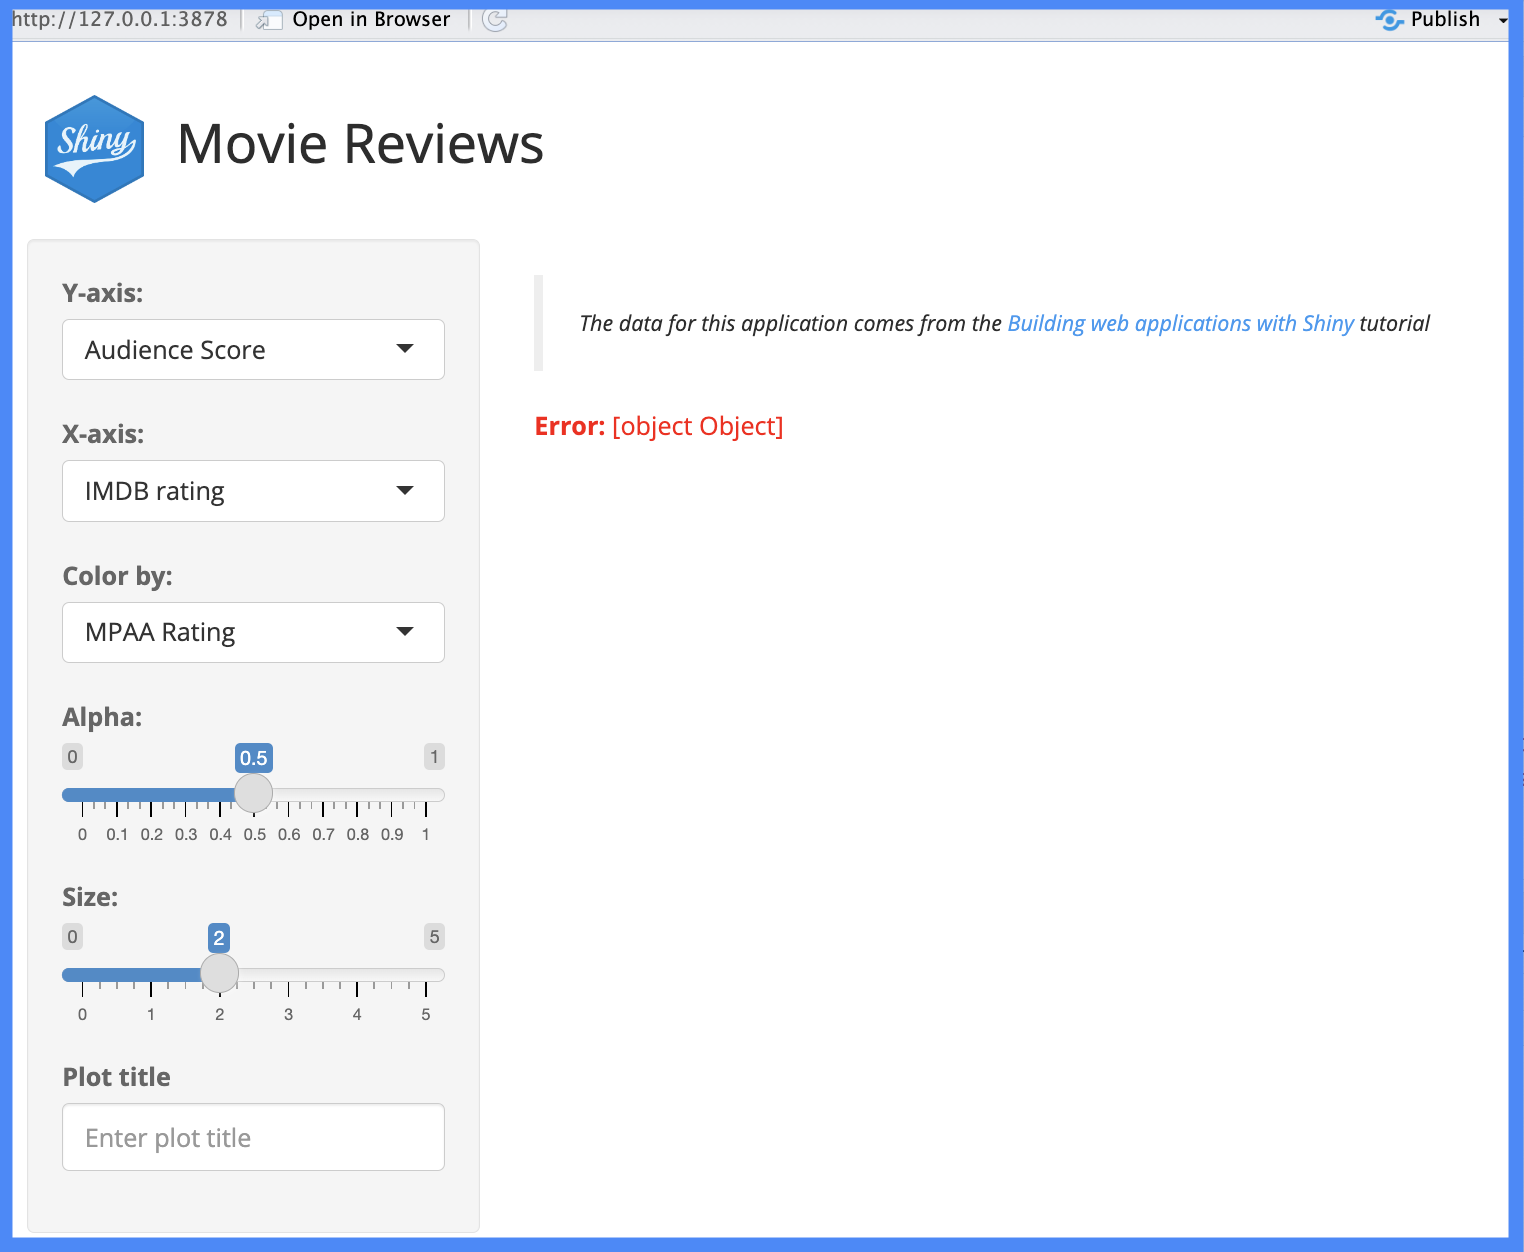 http://127.0.0.1:3878 Open in Browser Publish
Shiny Movie Reviews
Y-axis:
Audience Score
X-axis:
IMDB rating
Color by:
MPAA Rating
Alpha:
0 0.5 1
0 0.1 0.2 0.3 0.4 0.5 0.6 0.7 0.8 0.9 1
Size:
0 2 5
0 1 2 3 4 5
Plot title
Enter plot title
The data for this application comes from the Building web applications with Shiny tutorial
Error: [object Object]